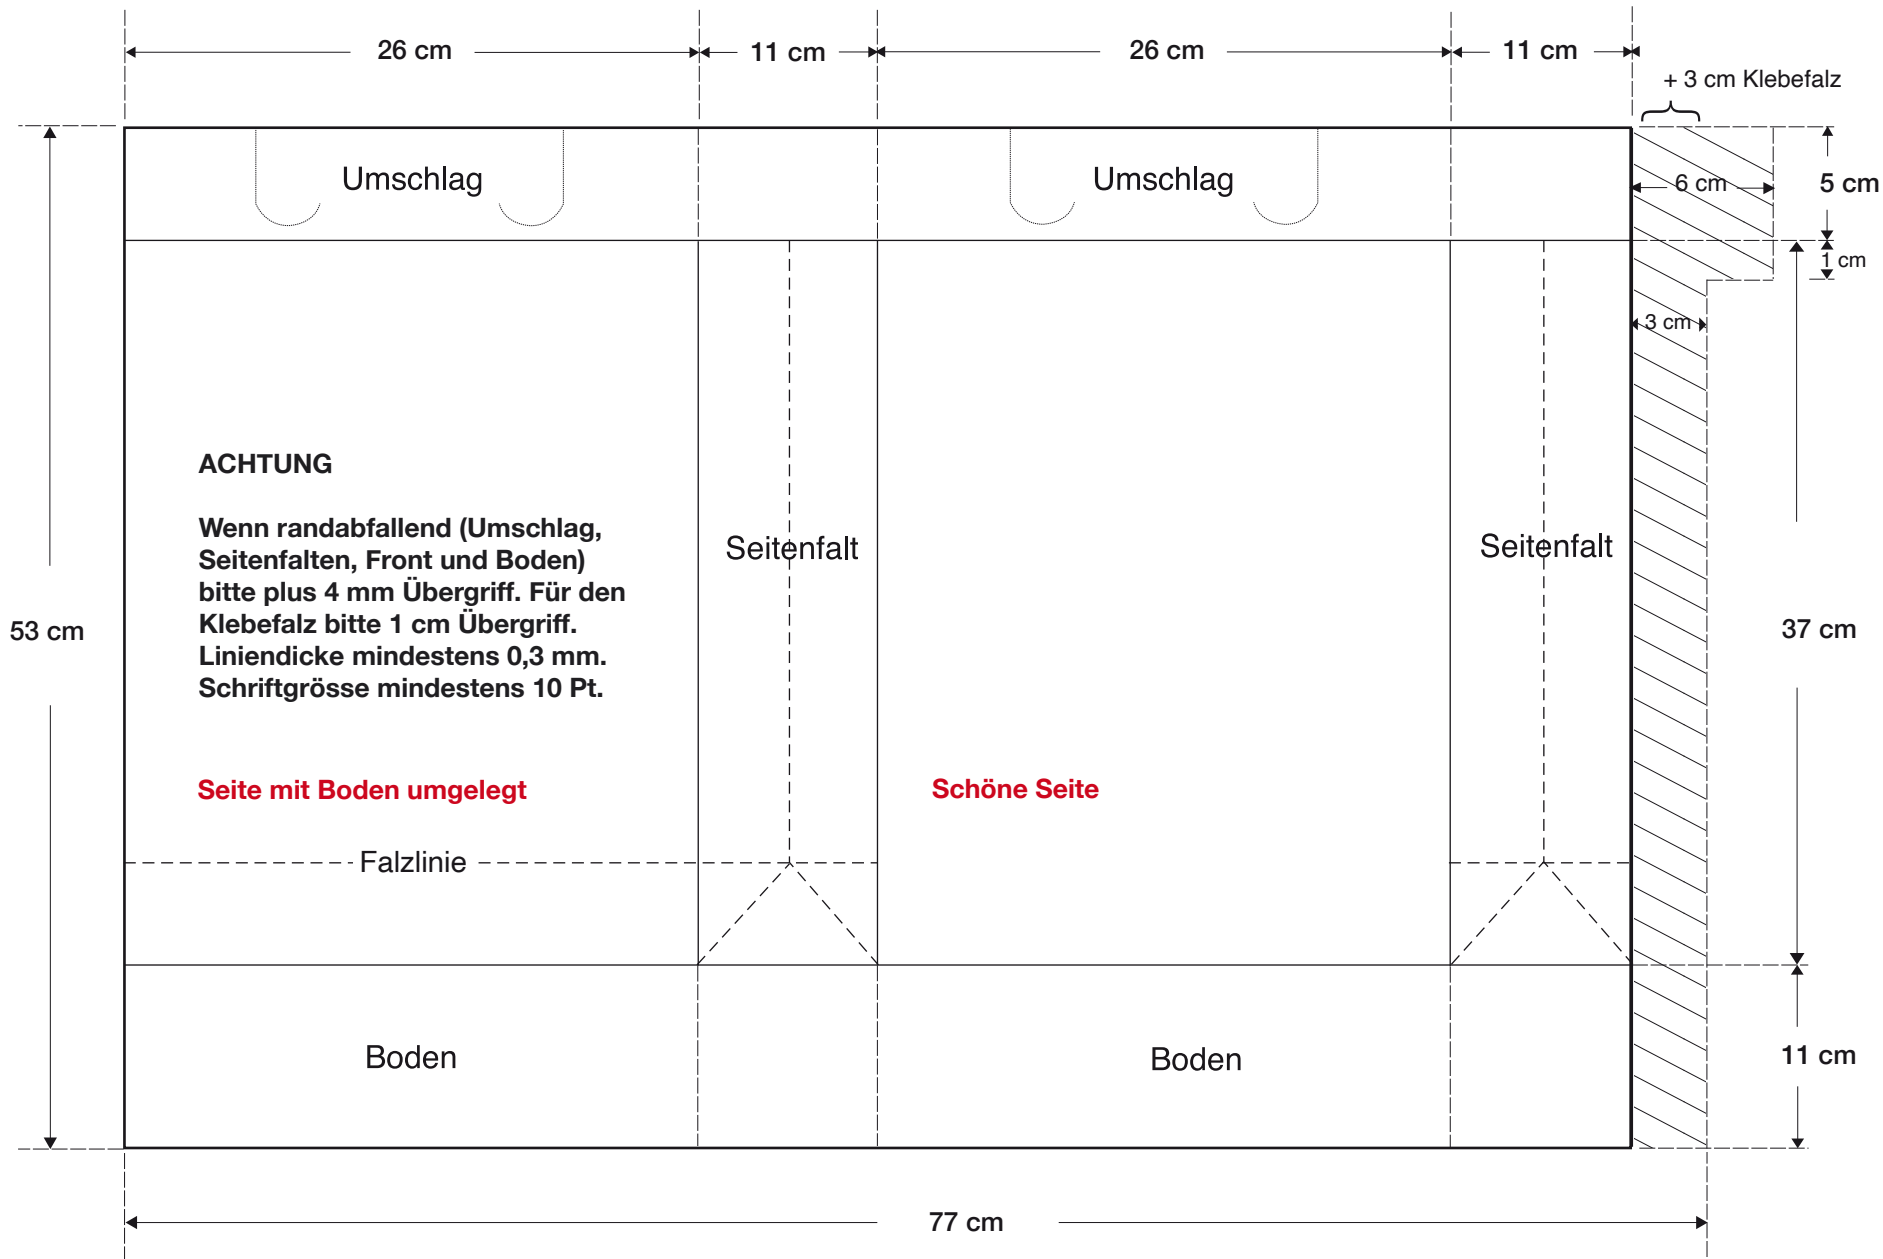 26 cm
11 cm
26 cm
11 cm
+ 3 cm Klebefalz
Umschlag
Umschlag
6 cm
5 cm
1 cm
3 cm
ACHTUNG
Wenn randabfallend (Umschlag,
Seitenfalten, Front und Boden)
bitte plus 4 mm Übergriff. Für den
Klebefalz bitte 1 cm Übergriff.
Liniendicke mindestens 0,3 mm.
Schriftgrösse mindestens 10 Pt.
Seitenfalt
Seitenfalt
53 cm
37 cm
Seite mit Boden umgelegt
Schöne Seite
Falzlinie
Boden
Boden
11 cm
77 cm